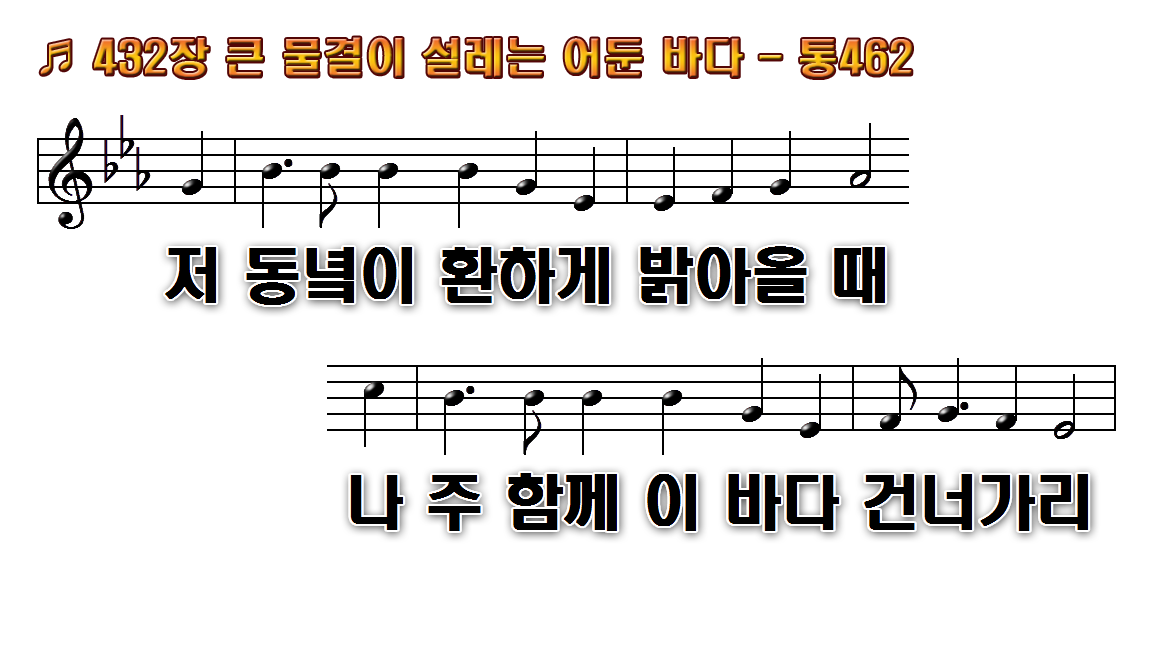 ♬ 432장 큰 물결이 설레는 어둔 바다 - 통462
저 동녘이 환하게 밝아올 때
나 주 함께 이 바다 건너가리